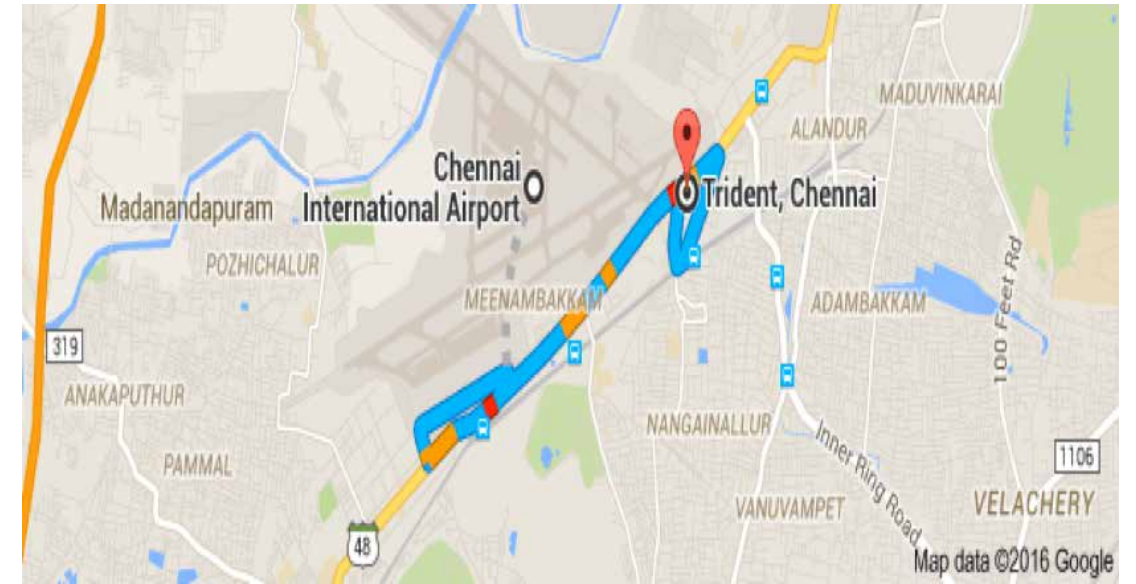 MADUVINKARAI
ALANDUR
Chennai
International Airport
Trident, Chennai
Madanandapuram
POZHICHALUR
MEENAMBAKKAM
ADAMBAKKAM
100 Feet Rd
319
ANAKAPUTHUR
NANGAINALLUR
Inner Ring Road
1106
PAMMAL
VANUVAMPET
VELACHERY
48
Map data ©2016 Google